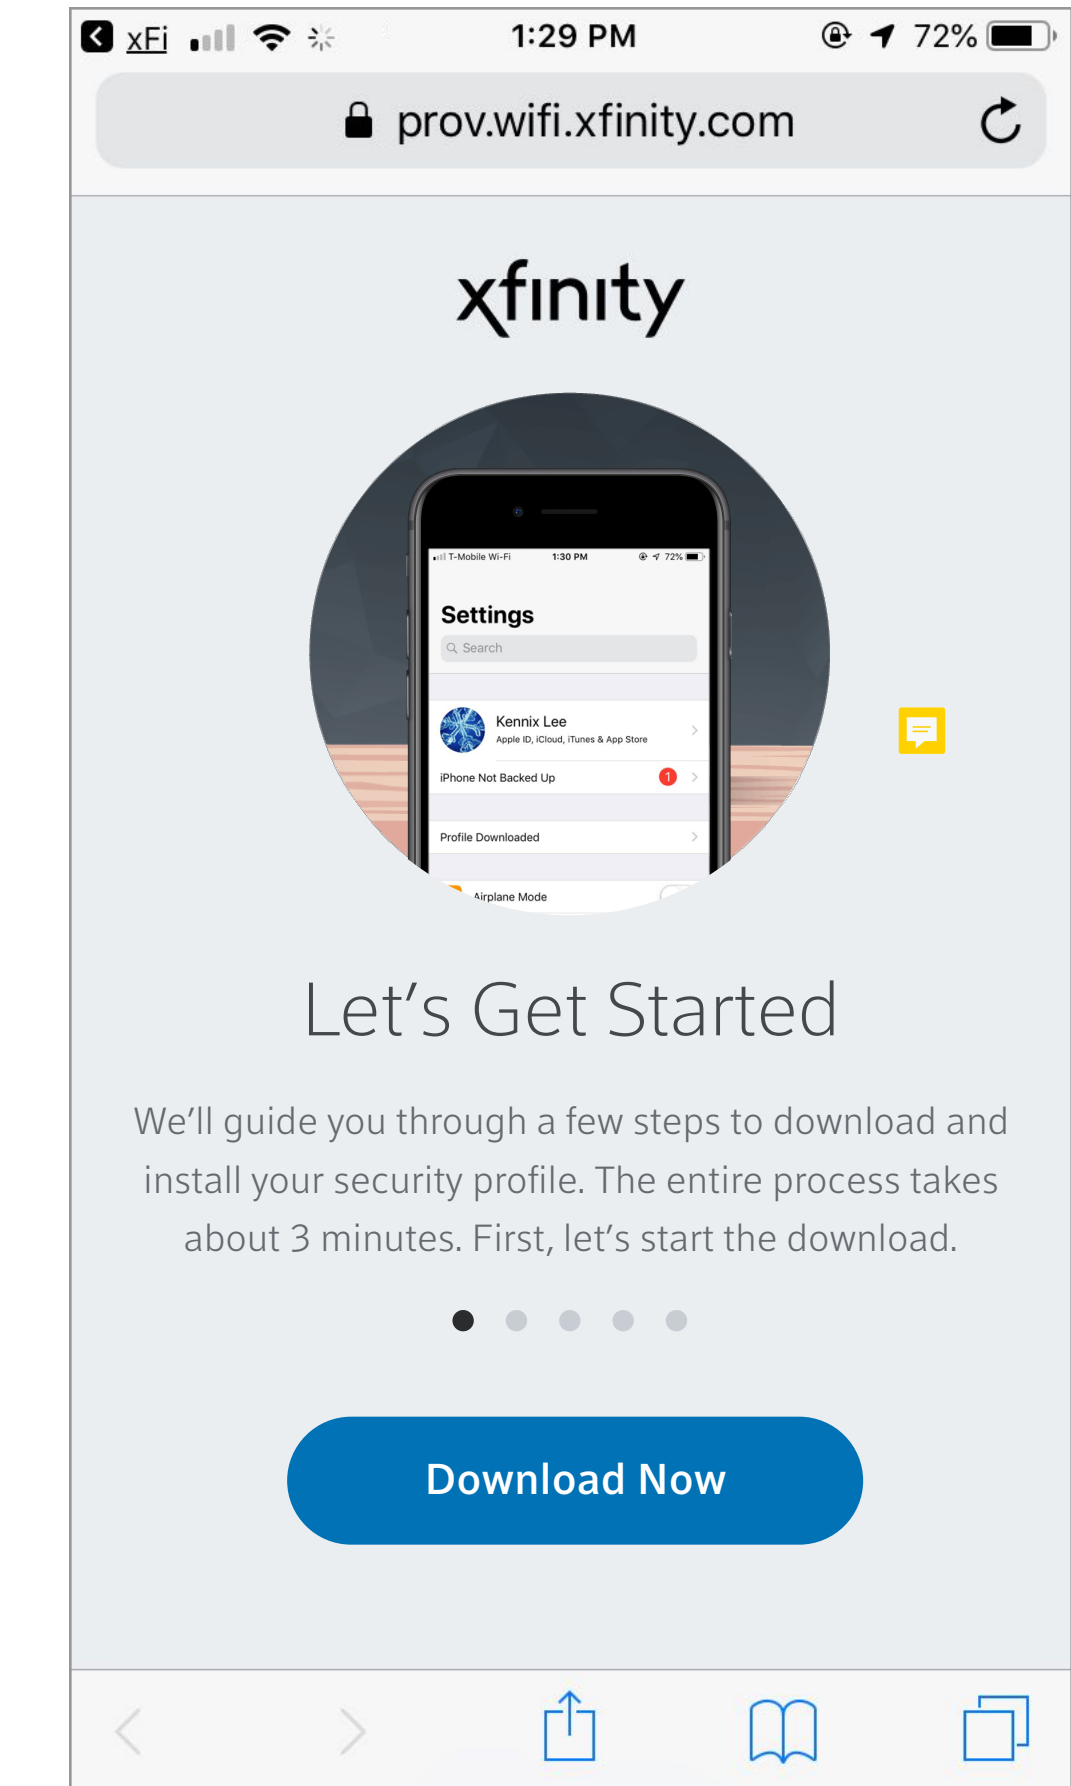 xFi
1:29 PM
72%
prov.wifi.xfinity.com
xfinity
T-Mobile Wi-Fi
1:30 PM
72%
Settings
Search
Kennix Lee
Apple ID, iCloud, iTunes & App Store
iPhone Not Backed Up
1
Profile Downloaded
Airplane Mode
Let’s Get Started
We’ll guide you through a few steps to download and
install your security profile. The entire process takes
about 3 minutes. First, let’s start the download.
Download Now